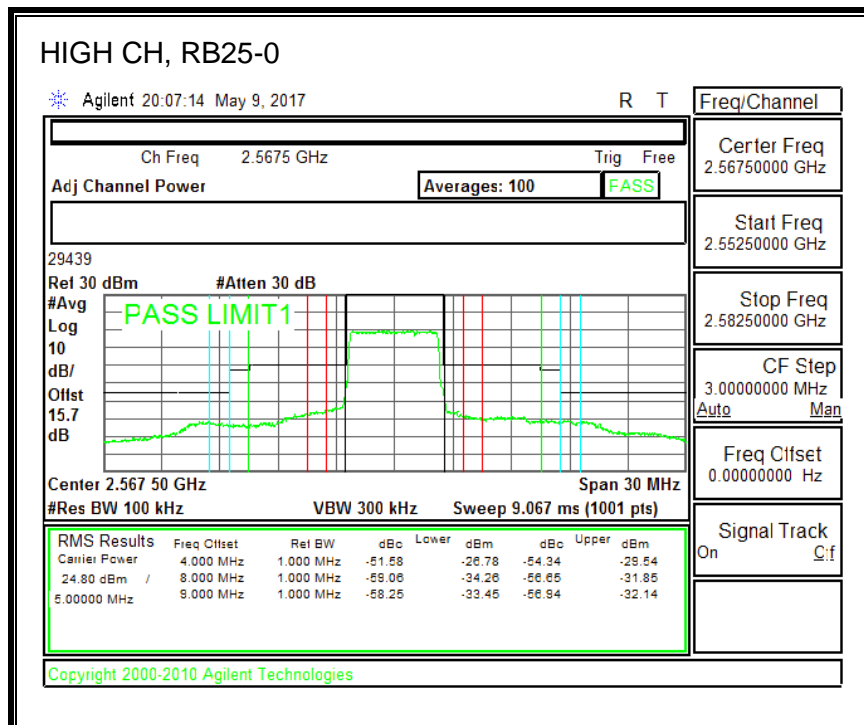 HIGH CH, RB25-0
Agilent 20:07:14 May 9, 2017 R T
Freq/Channel
Ch Freq 2.5675 GHz Trig Free
Adj Channel Power Averages: 100 PASS
Center Freq
2.56750000 GHz
Start Freq
2.55250000 GHz
Stop Freq
2.58250000 GHz
CF Step
3.00000000 MHz
Auto Man
Freq Offset
0.00000000 Hz
Signal Track
On Off
29439
Ref 30 dBm #Atten 30 dB
#Avg
Log
10
dB/
Offst
15.7
dB
PASS LIMIT1
Center 2.567 50 GHz Span 30 MHz
#Res BW 100 kHz VBW 300 kHz Sweep 9.067 ms (1001 pts)
RMS Results Freq Offset Ref BW dBc Lower dBm dBc Upper dBm
Carrier Power 4.000 MHz 1.000 MHz -51.58 -26.78 -54.34 -29.54
24.80 dBm / 8.000 MHz 1.000 MHz -59.06 -34.26 -56.65 -31.85
5.00000 MHz 9.000 MHz 1.000 MHz -58.25 -33.45 -56.94 -32.14
Copyright 2000-2010 Agilent Technologies